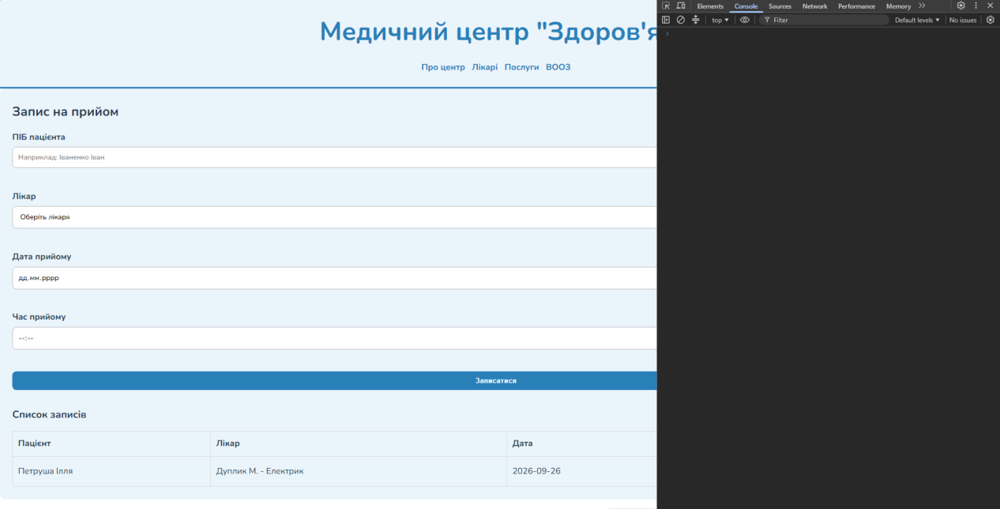 Медичний центр "Здоров'я
Про центр Лікарі Послуги ВООЗ
Запис на прийом
ПІБ пацієнта
Наприклад: Іваненко Іван
Лікар
Оберіть лікаря
Дата прийому
дд.мм.рррр
Час прийому
--:--
Записатися
Список записів
Пацієнт Лікар Дата
Петруша Ілля Дуплик М. - Електрик 2026-09-26
Elements Console Sources Network Performance Memory
top Filter Default levels No issues